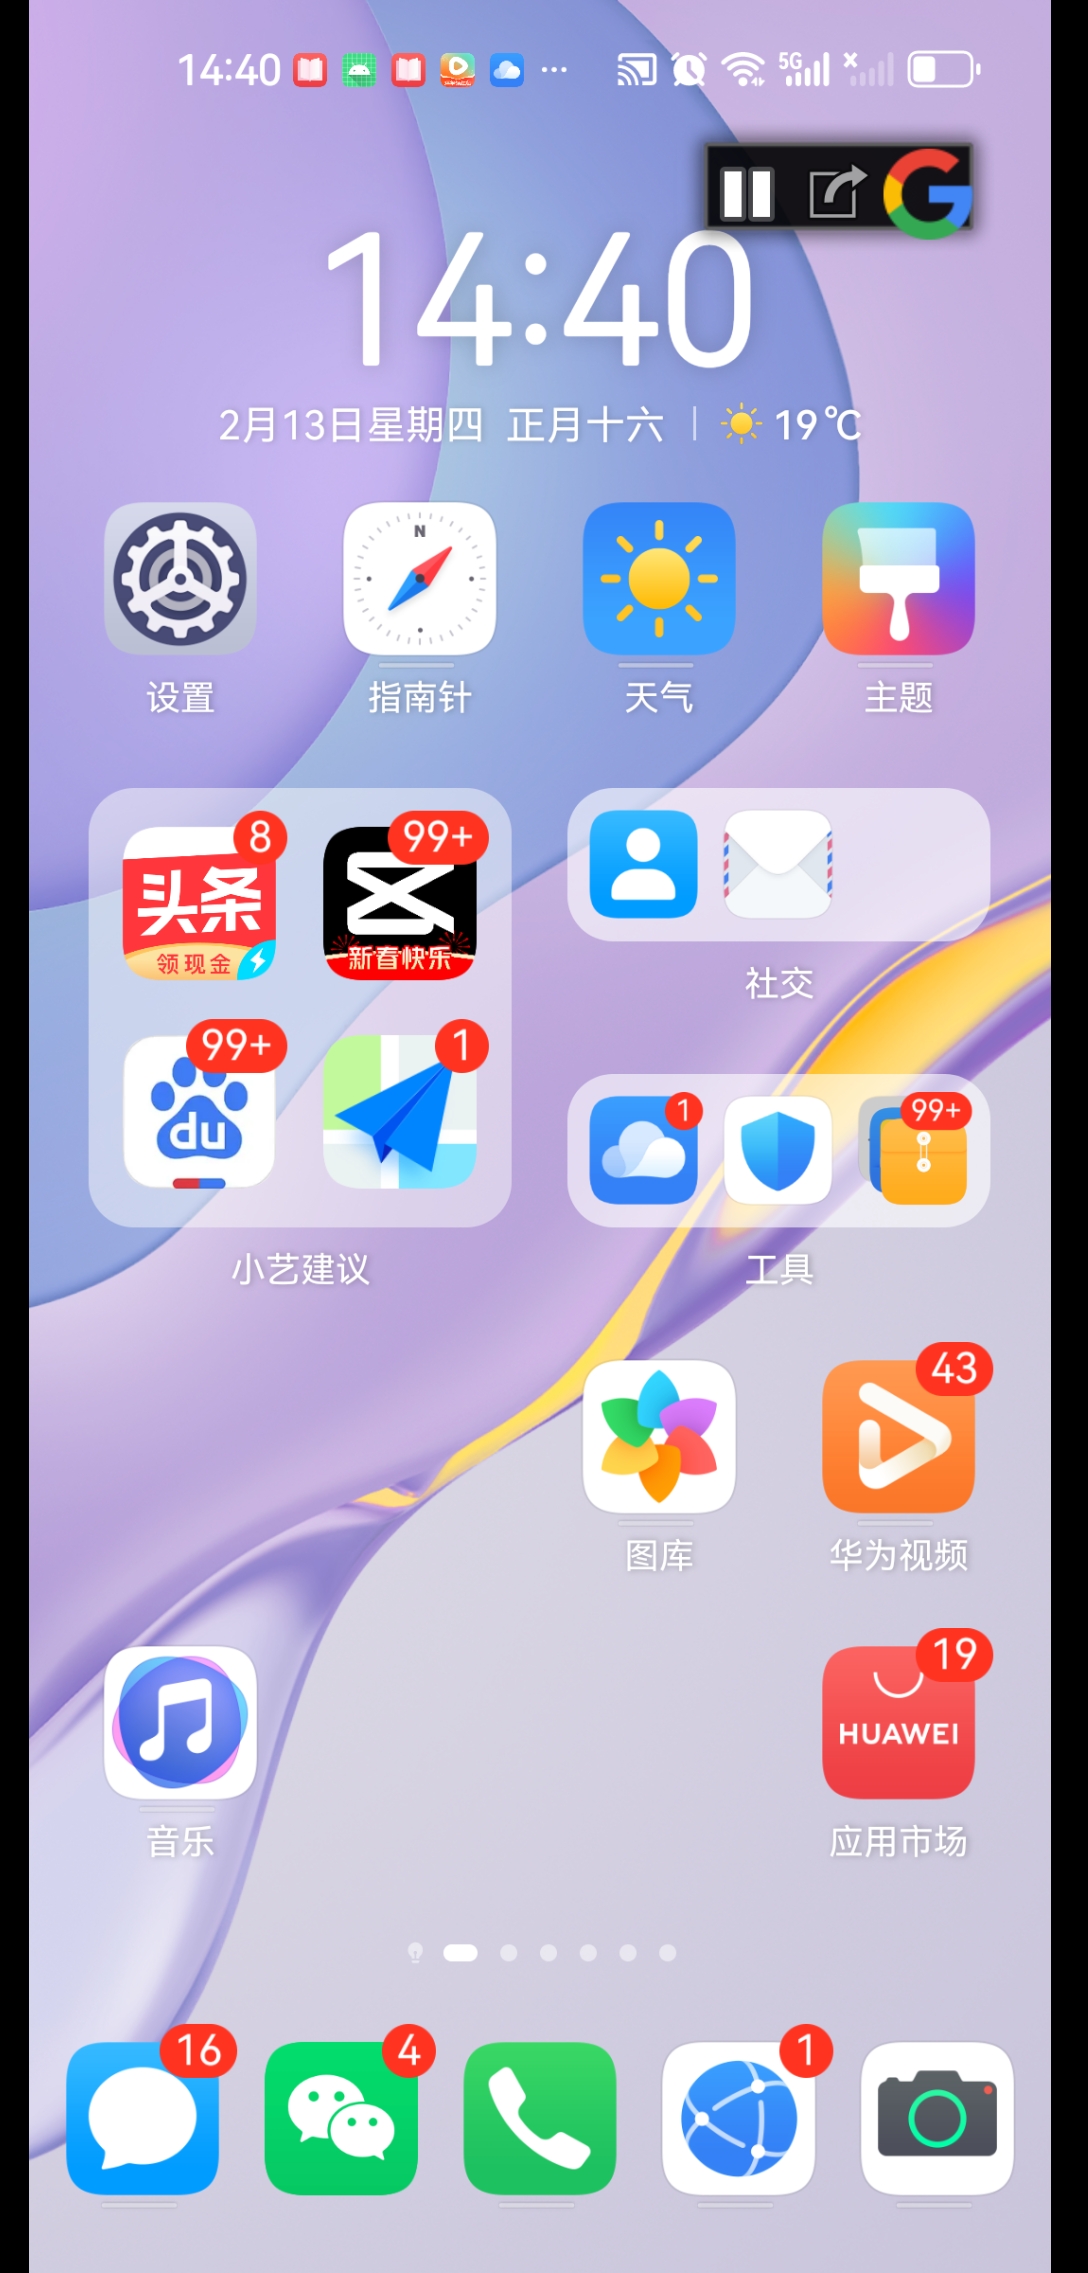 14:40
5G
14:40
2月13日星期四 正月十六 | 19℃
N
设置 指南针 天气 主题
8 99+
头条
领现金 新春快乐
社交
99+ 1
du
1 99+
小艺建议 工具
43
图库 华为视频
19
HUAWEI
音乐 应用市场
16 4 1